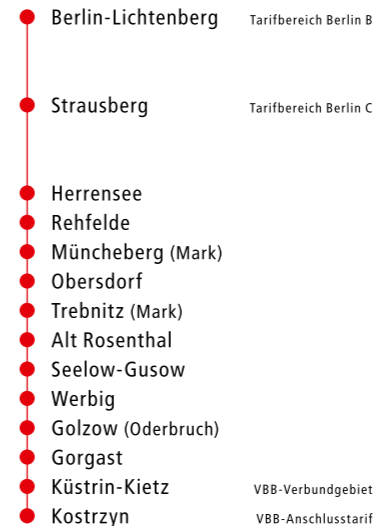 Berlin-Lichtenberg Tarifbereich Berlin B
Strausberg Tarifbereich Berlin C
Herrensee
Rehfelde
Müncheberg (Mark)
Obersdorf
Trebnitz (Mark)
Alt Rosenthal
Seelow-Gusow
Werbig
Golzow (Oderbruch)
Gorgast
Küstrin-Kietz VBB-Verbundgebiet
Kostrzyn VBB-Anschlusstarif